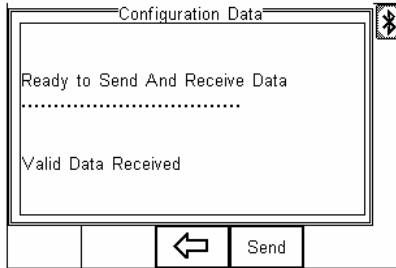 Configuration Data
Ready to Send And Receive Data
.................................
Valid Data Received
Send